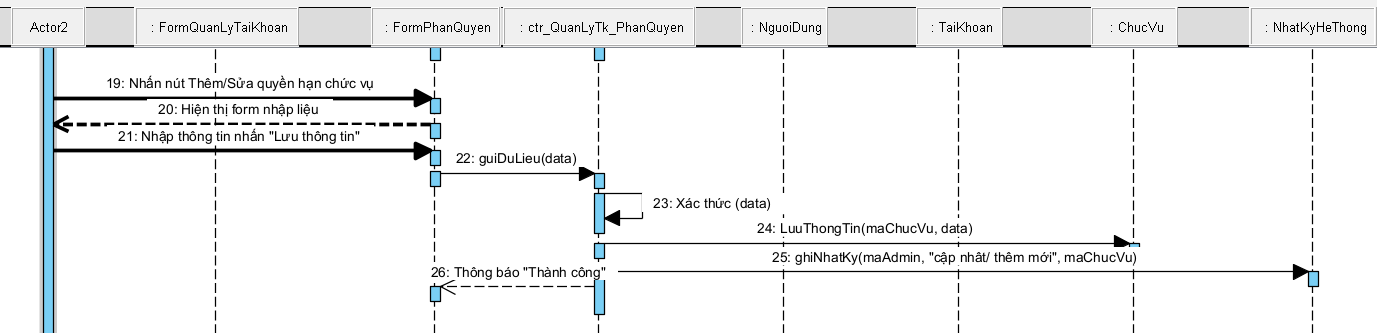 Actor2
: FormQuanLyTaiKhoan
: FormPhanQuyen
: ctr_QuanLyTk_PhanQuyen
: NguoiDung
: TaiKhoan
: ChucVu
: NhatKyHeThong
19: Nhấn nút Thêm/Sửa quyền hạn chức vụ
20: Hiện thị form nhập liệu
21: Nhập thông tin nhấn "Lưu thông tin"
22: guiDuLieu(data)
23: Xác thức (data)
24: LuuThongTin(maChucVu, data)
25: ghiNhatKy(maAdmin, "cập nhât/ thêm mới", maChucVu)
26: Thông báo "Thành công"